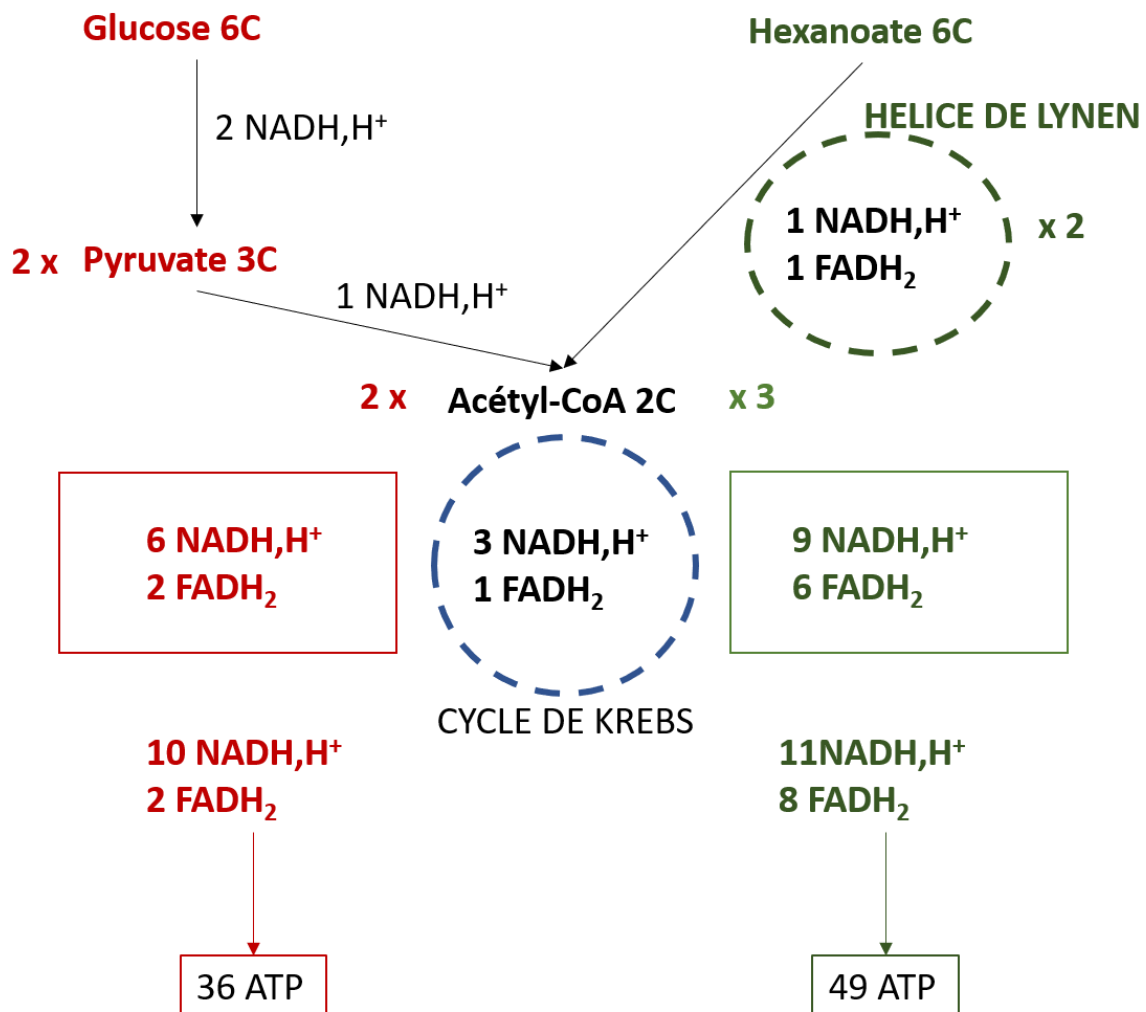 Glucose 6C
Hexanoate 6C
2 NADH,H⁺
HELICE DE LYNEN
1 NADH,H⁺
1 FADH₂
x 2
2 x Pyruvate 3C
1 NADH,H⁺
2 x Acétyl-CoA 2C x 3
6 NADH,H⁺
2 FADH₂
3 NADH,H⁺
1 FADH₂
9 NADH,H⁺
6 FADH₂
CYCLE DE KREBS
10 NADH,H⁺
2 FADH₂
11NADH,H⁺
8 FADH₂
36 ATP
49 ATP